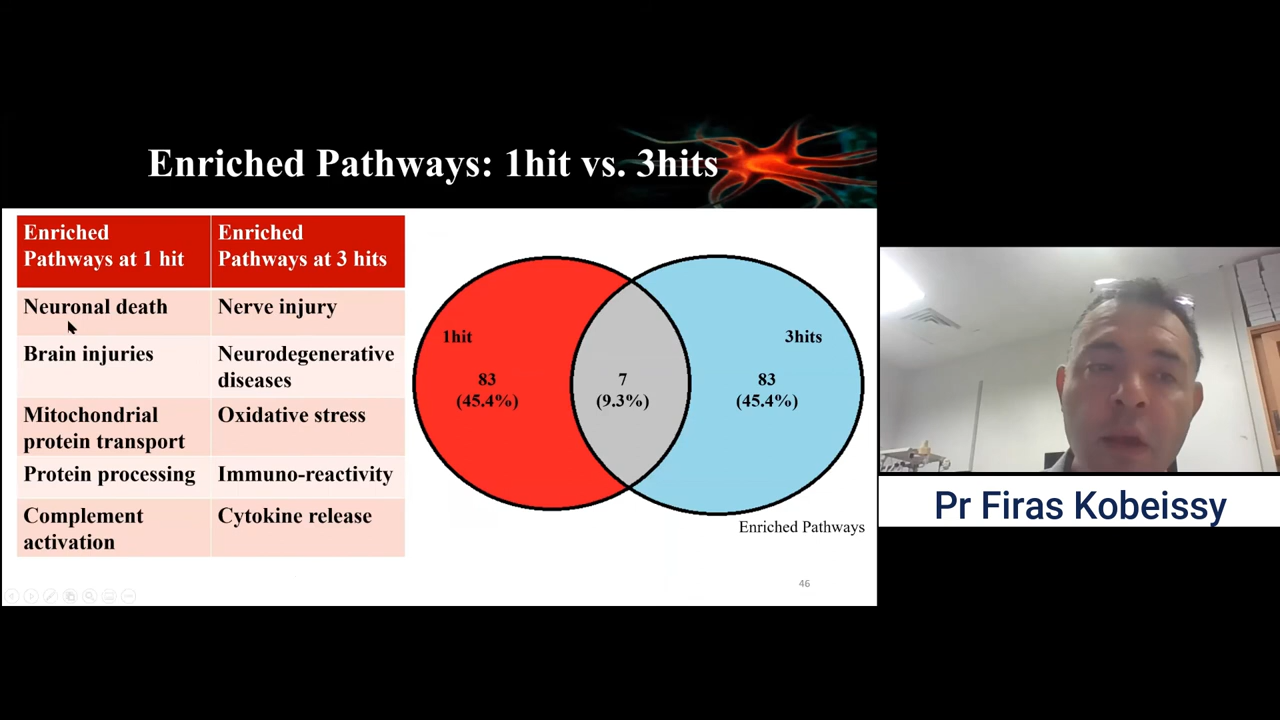 Enriched Pathways: 1hit vs. 3hits
Enriched
Pathways at 1 hit
Enriched
Pathways at 3 hits
Neuronal death
Nerve injury
Brain injuries
Neurodegenerative
diseases
Mitochondrial
protein transport
Oxidative stress
Protein processing
Immuno-reactivity
Complement
activation
Cytokine release
1hit
83
(45.4%)
7
(9.3%)
3hits
83
(45.4%)
Enriched Pathways
46
Pr Firas Kobeissy